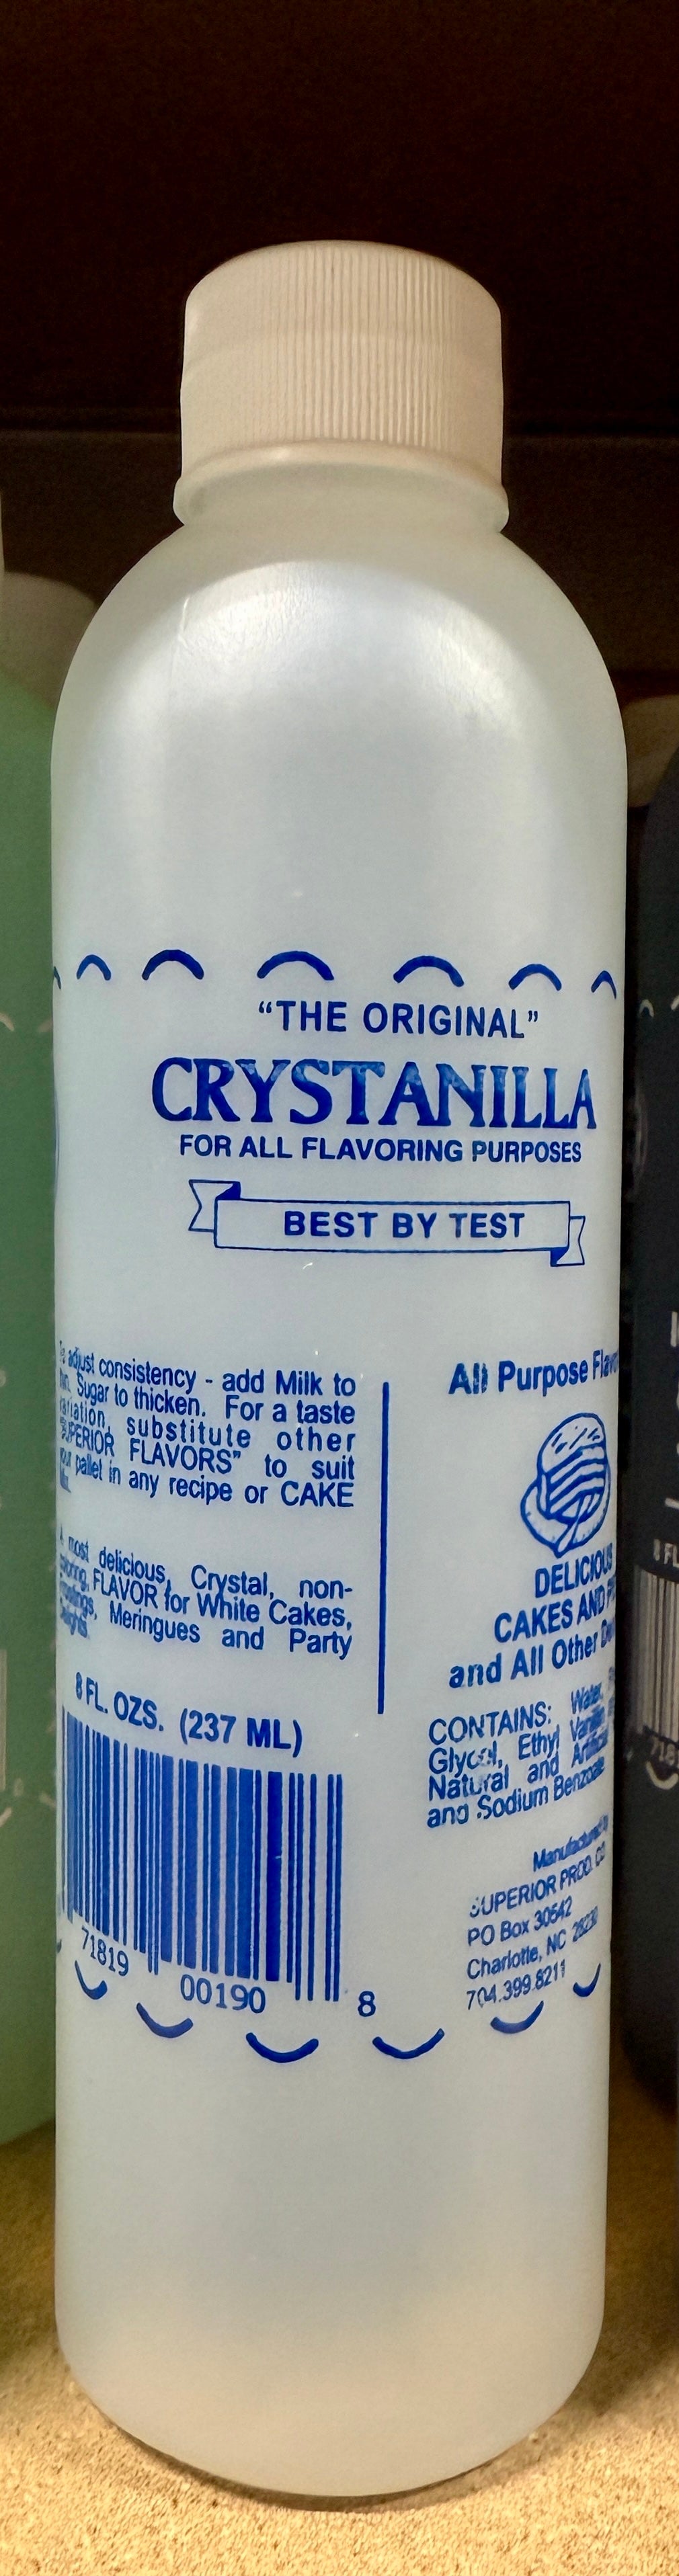 “THE ORIGINAL”
CRYSTANILLA
FOR ALL FLAVORING PURPOSES
BEST BY TEST
adjust consistency - add Milk to
Sugar to thicken. For a taste
substitute other
FLAVORS” to suit
pallet in any recipe or CAKE
most delicious, Crystal, non-
FLAVOR for White Cakes,
Meringues and Party
8 FL. OZS. (237 ML)
71819 00190 8
All Purpose
DELICIOUS
CAKES AND
and All Other
CONTAINS: Water,
Glycol, Ethyl Vanillin
Natural and Artificial
and Sodium Benzoate
Manufactured by
SUPERIOR PROD. CO.
PO Box 30642
Charlotte, NC 28230
704.399.8211